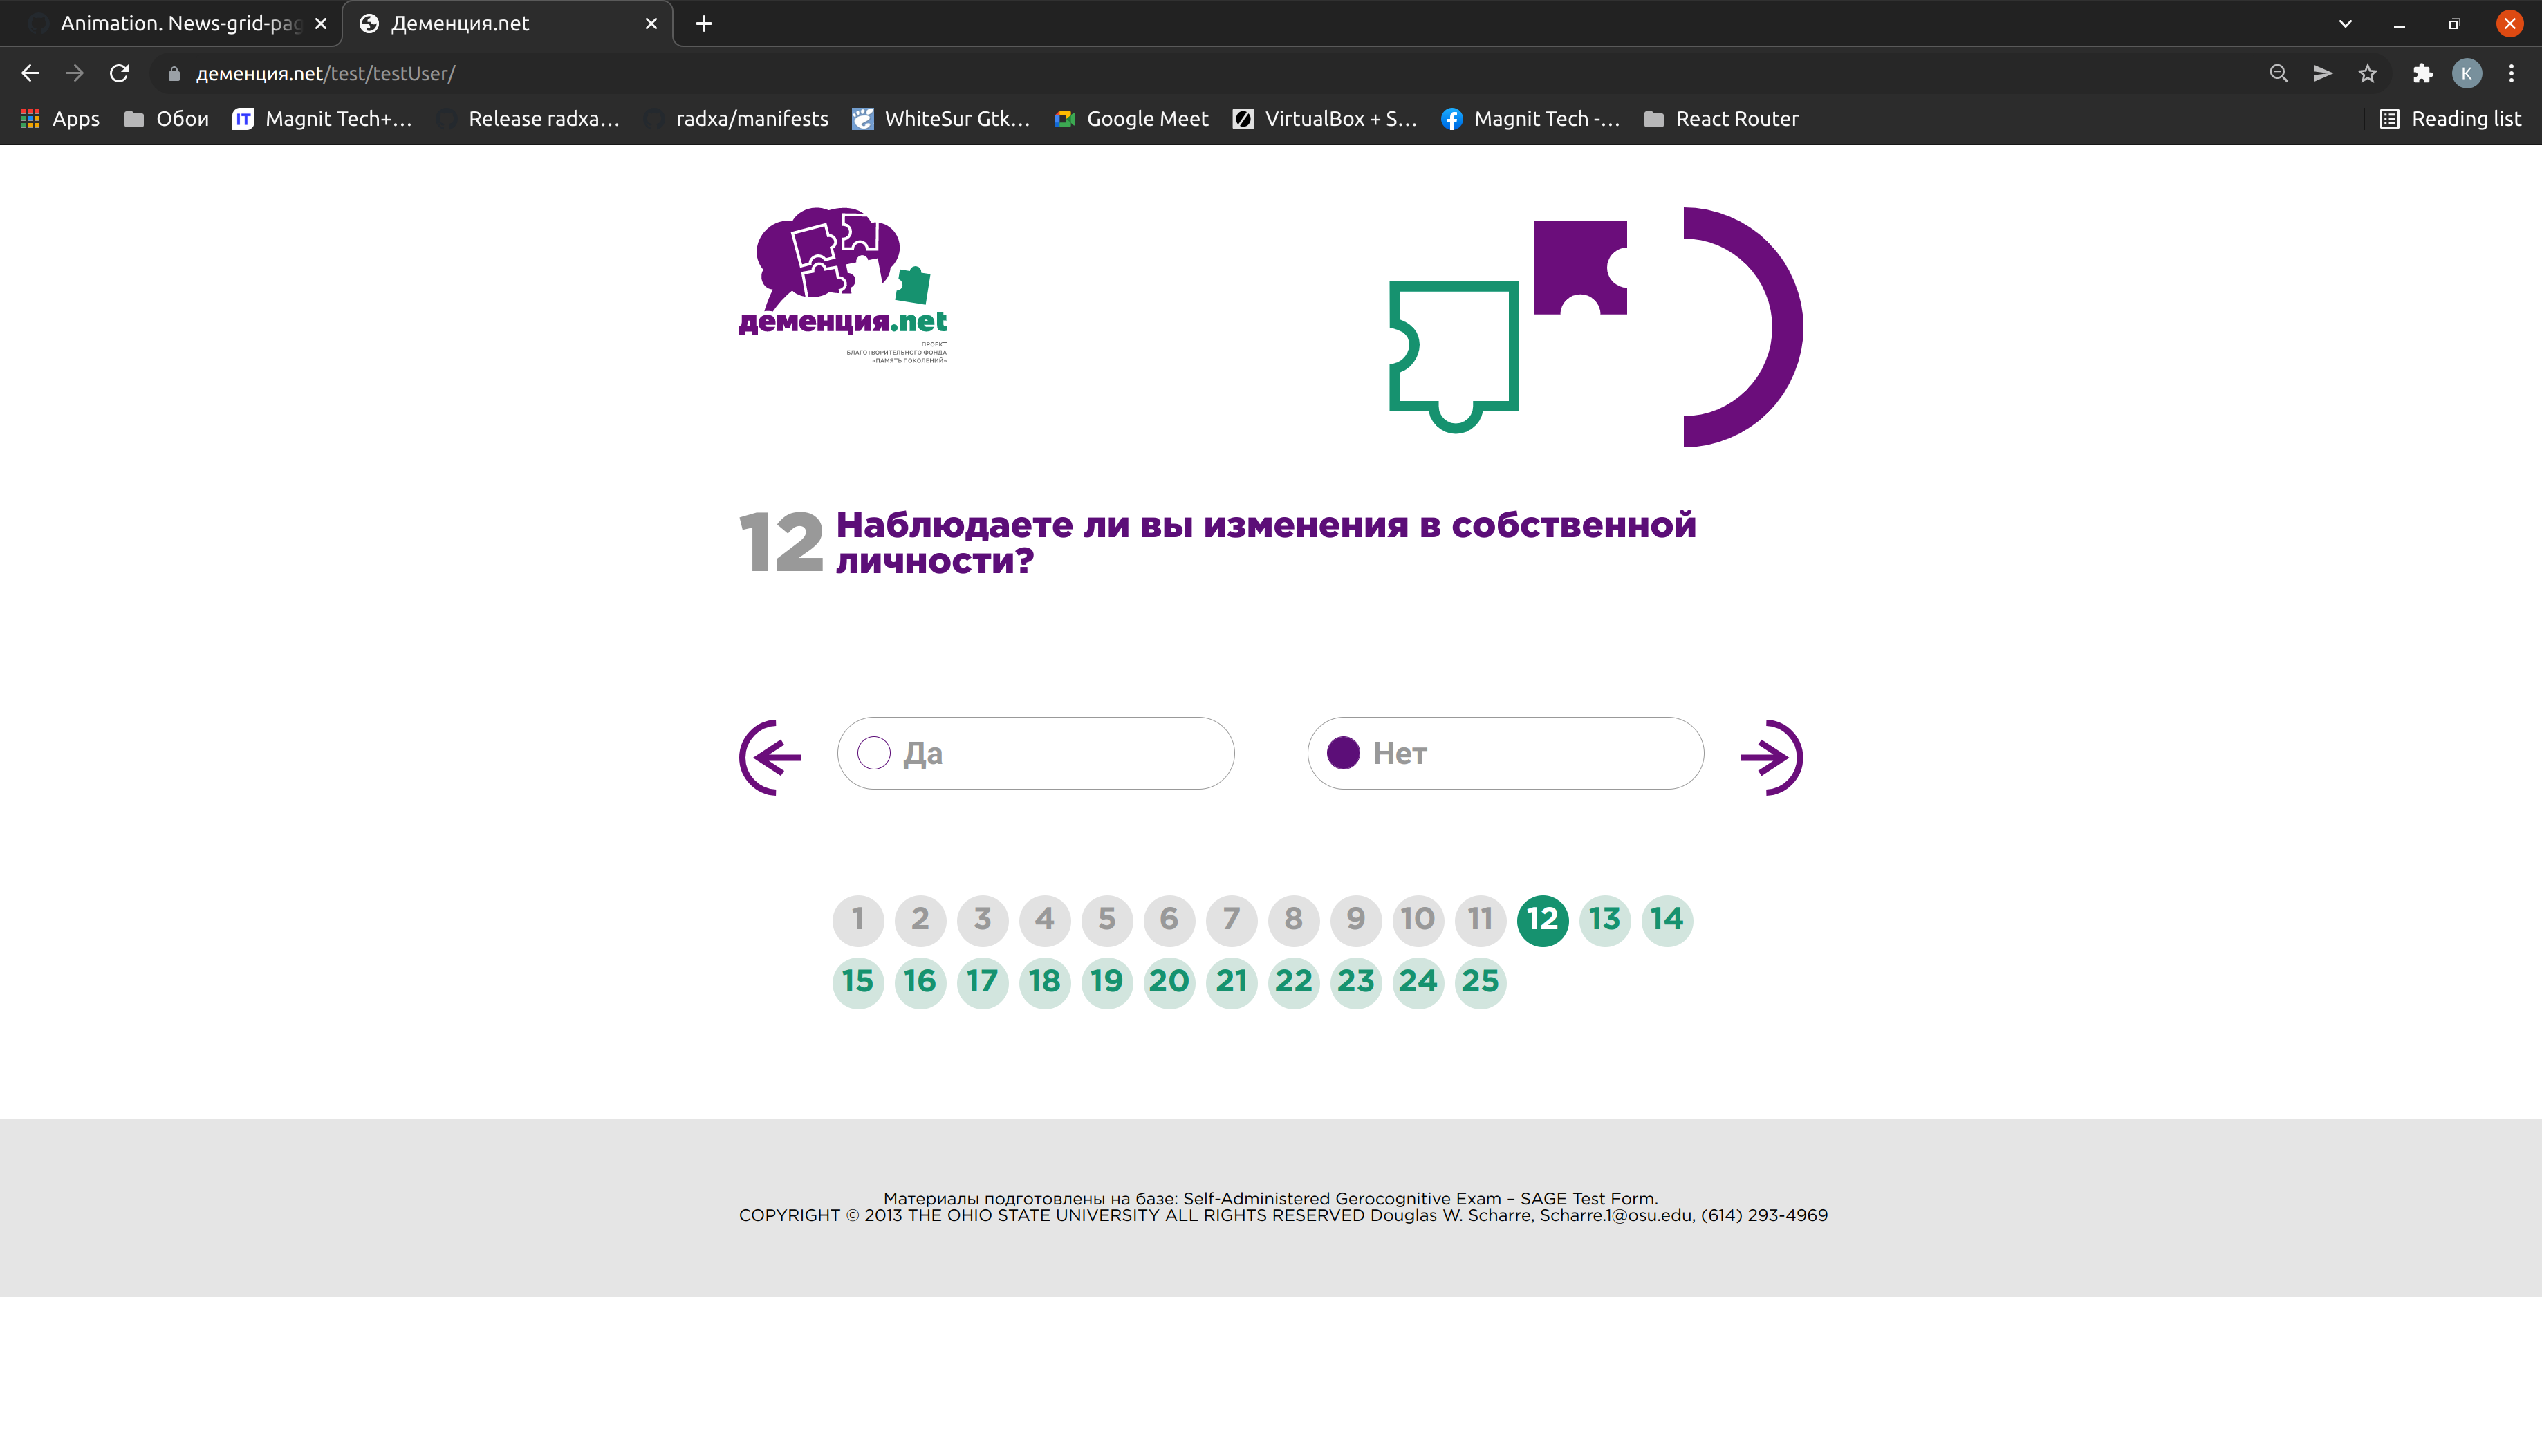 Animation. News-grid-pag
Деменция.net
деменция.net/test/testUser/
K
Apps
Обои
IT
Magnit Tech+...
Release radxa...
radxa/manifests
WhiteSur Gtk...
Google Meet
VirtualBox + S...
Magnit Tech -...
React Router
Reading list
деменция.net
ПРОЕКТ
БЛАГОТВОРИТЕЛЬНОГО ФОНДА
«ПАМЯТЬ ПОКОЛЕНИЙ»
12 Наблюдаете ли вы изменения в собственной
личности?
Да
Нет
1 2 3 4 5 6 7 8 9 10 11 12 13 14
15 16 17 18 19 20 21 22 23 24 25
Материалы подготовлены на базе: Self-Administered Gerocognitive Exam – SAGE Test Form.
COPYRIGHT © 2013 THE OHIO STATE UNIVERSITY ALL RIGHTS RESERVED Douglas W. Scharre, Scharre.1@osu.edu, (614) 293-4969